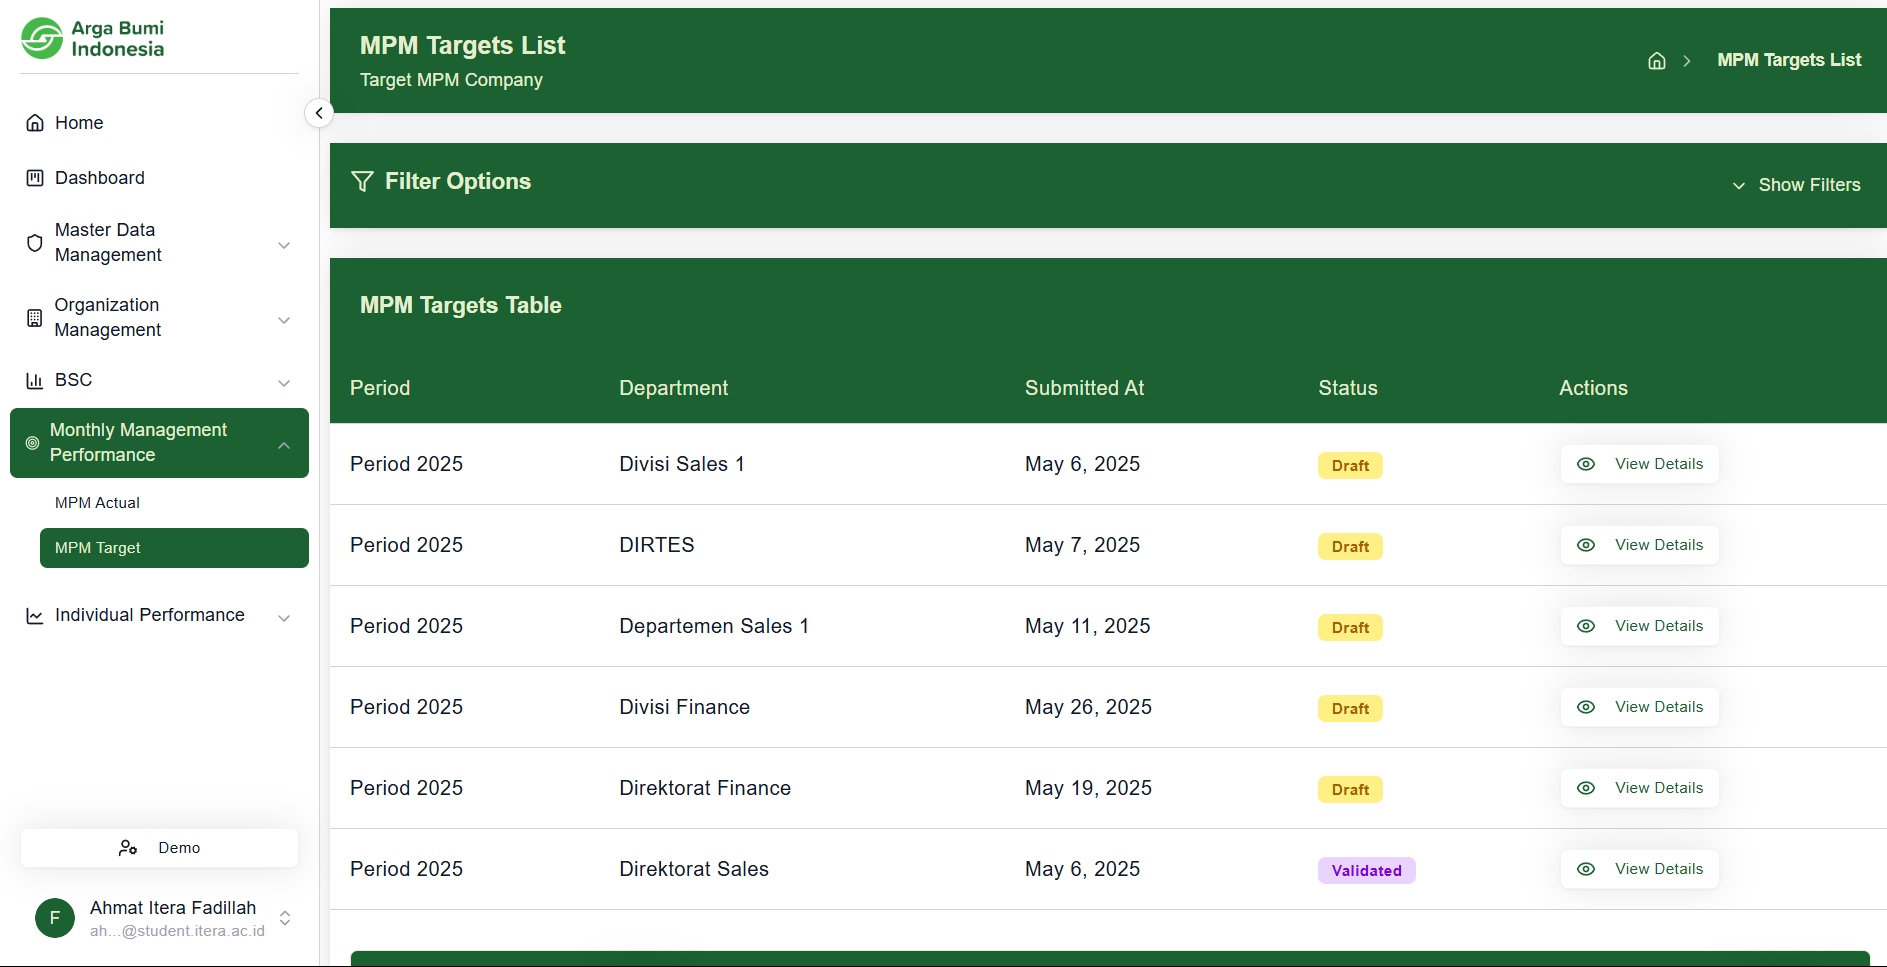 Arga Bumi
Indonesia
Home
Dashboard
Master Data
Management
Organization
Management
BSC
Monthly Management
Performance
MPM Actual
MPM Target
Individual Performance
Demo
F
Ahmat Itera Fadillah
ah...@student.itera.ac.id
MPM Targets List
Target MPM Company
MPM Targets List
Filter Options
Show Filters
MPM Targets Table
Period Department Submitted At Status Actions
Period 2025 Divisi Sales 1 May 6, 2025 Draft View Details
Period 2025 DIRTES May 7, 2025 Draft View Details
Period 2025 Departemen Sales 1 May 11, 2025 Draft View Details
Period 2025 Divisi Finance May 26, 2025 Draft View Details
Period 2025 Direktorat Finance May 19, 2025 Draft View Details
Period 2025 Direktorat Sales May 6, 2025 Validated View Details